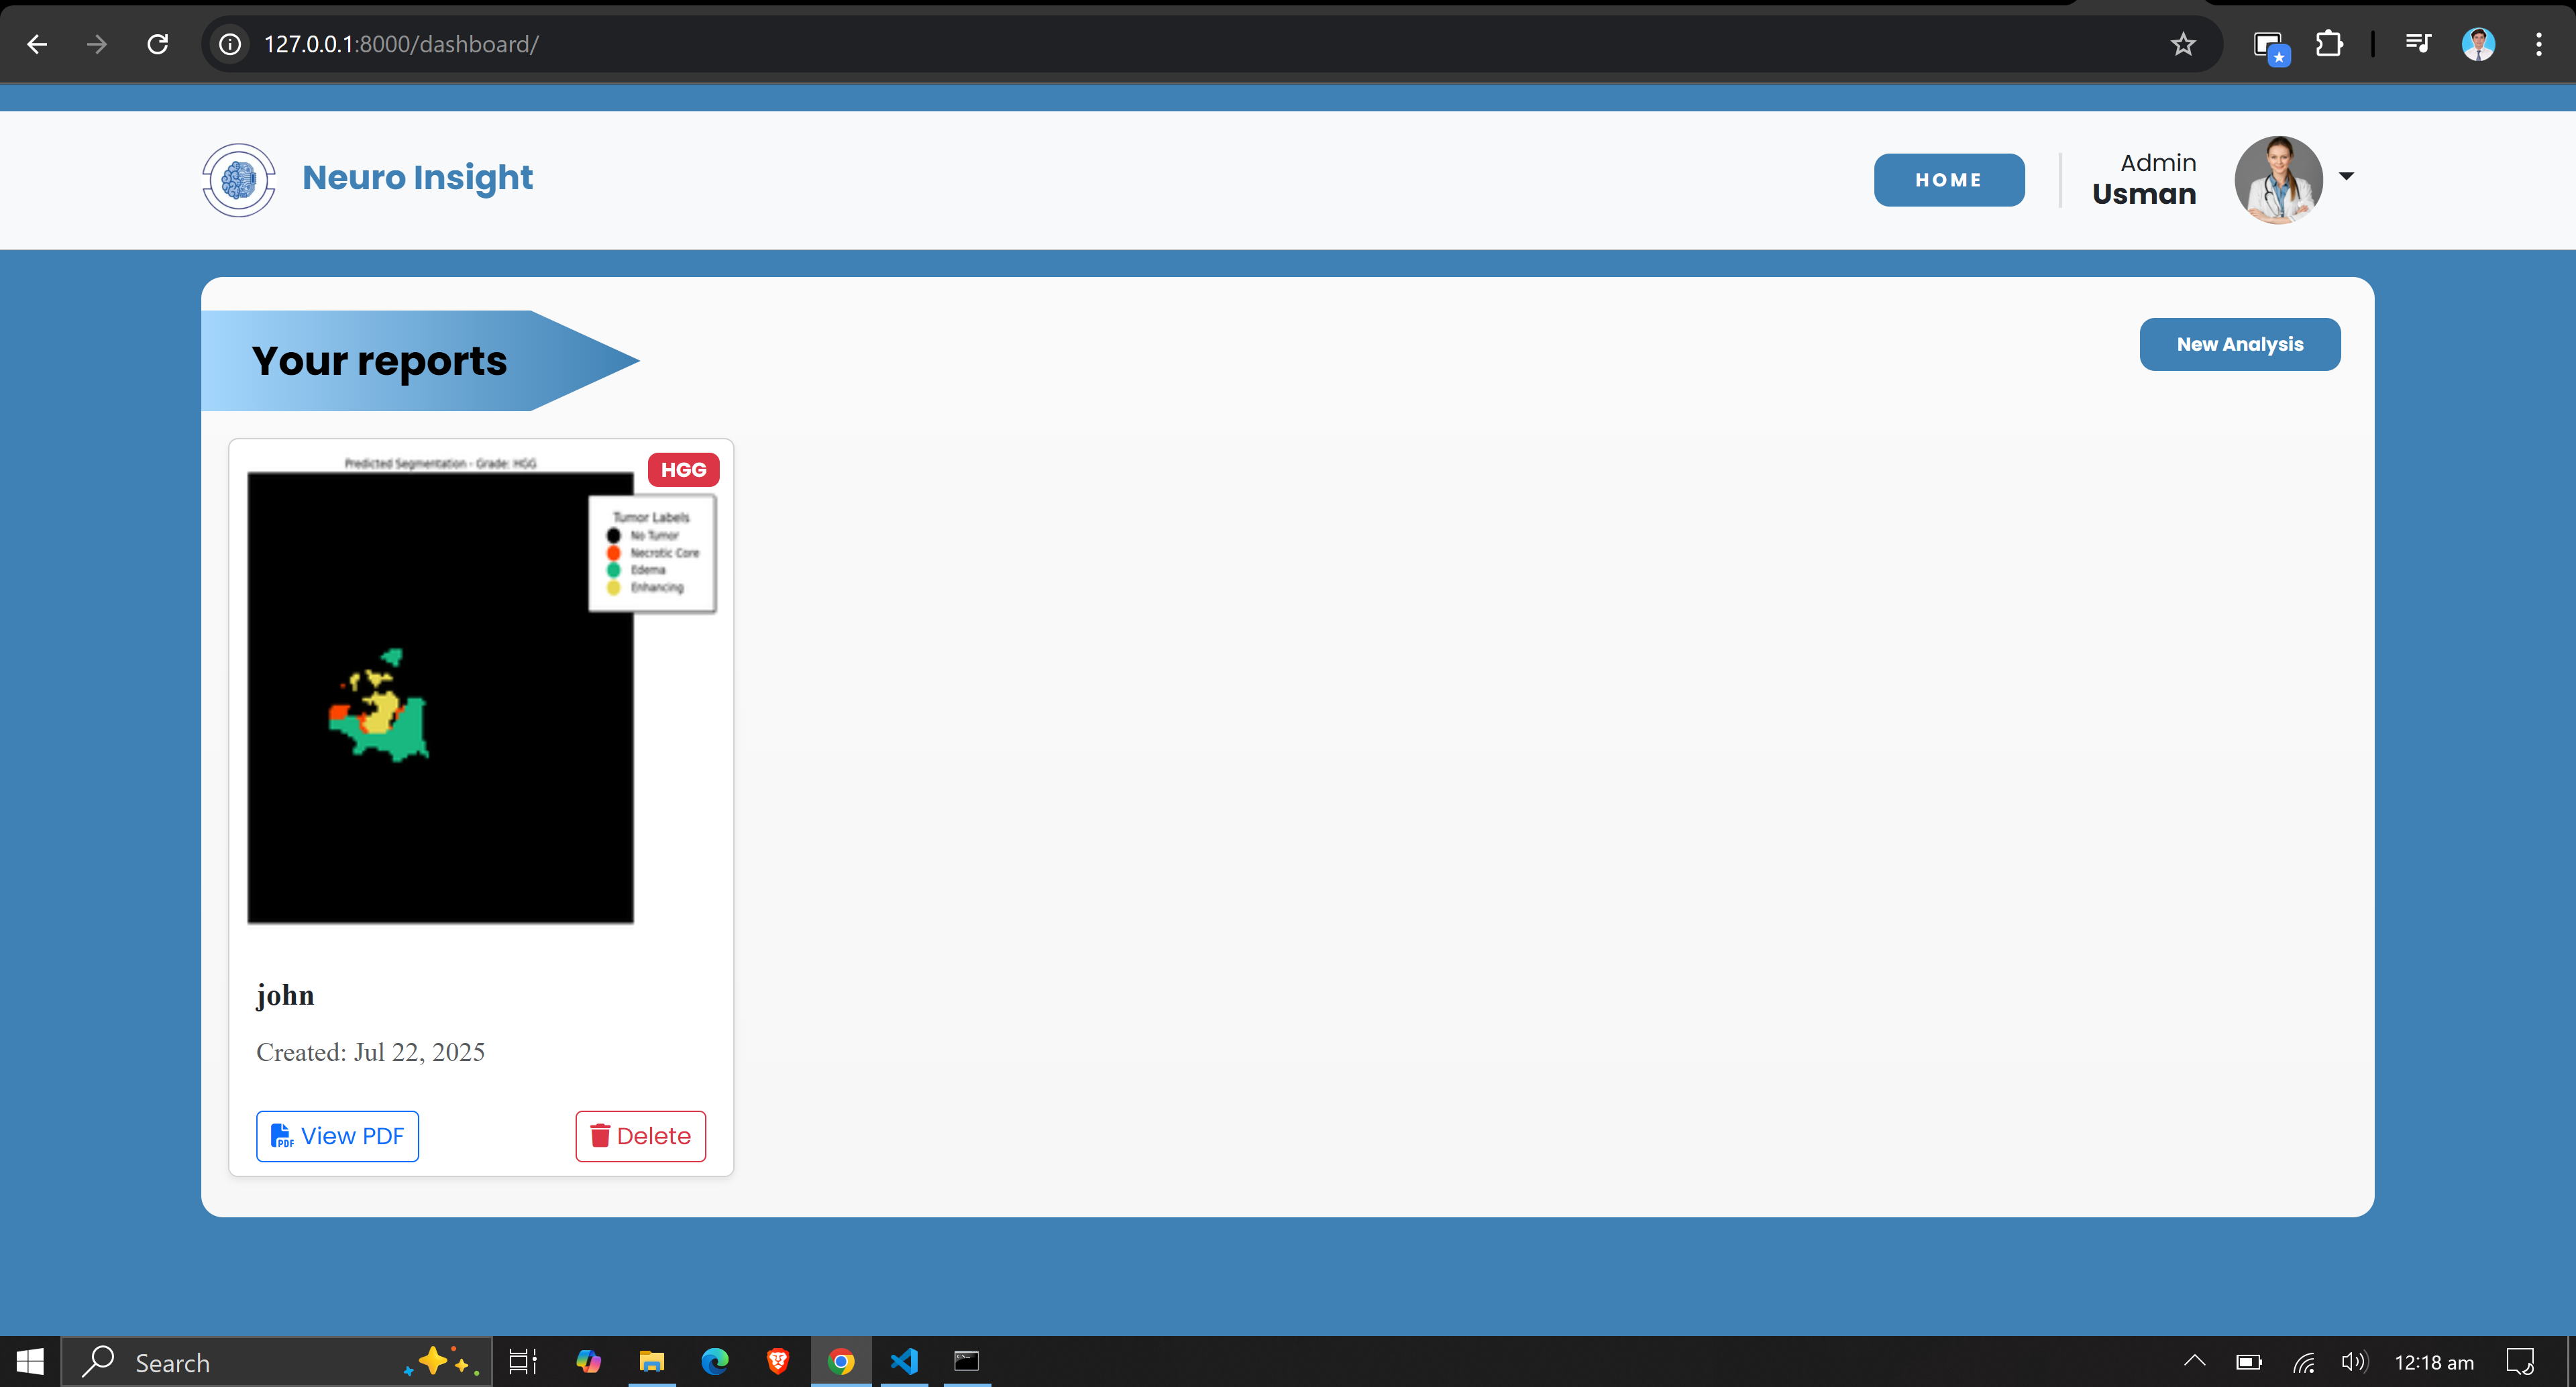 127.0.0.1:8000/dashboard/
Neuro Insight
HOME
Admin
Usman
Your reports
New Analysis
Predicted Segmentation - Grade: HGG
HGG
Tumor Labels
No Tumor
Necrotic Core
Edema
Enhancing
john
Created: Jul 22, 2025
PDF View PDF
Delete
Search
12:18 am